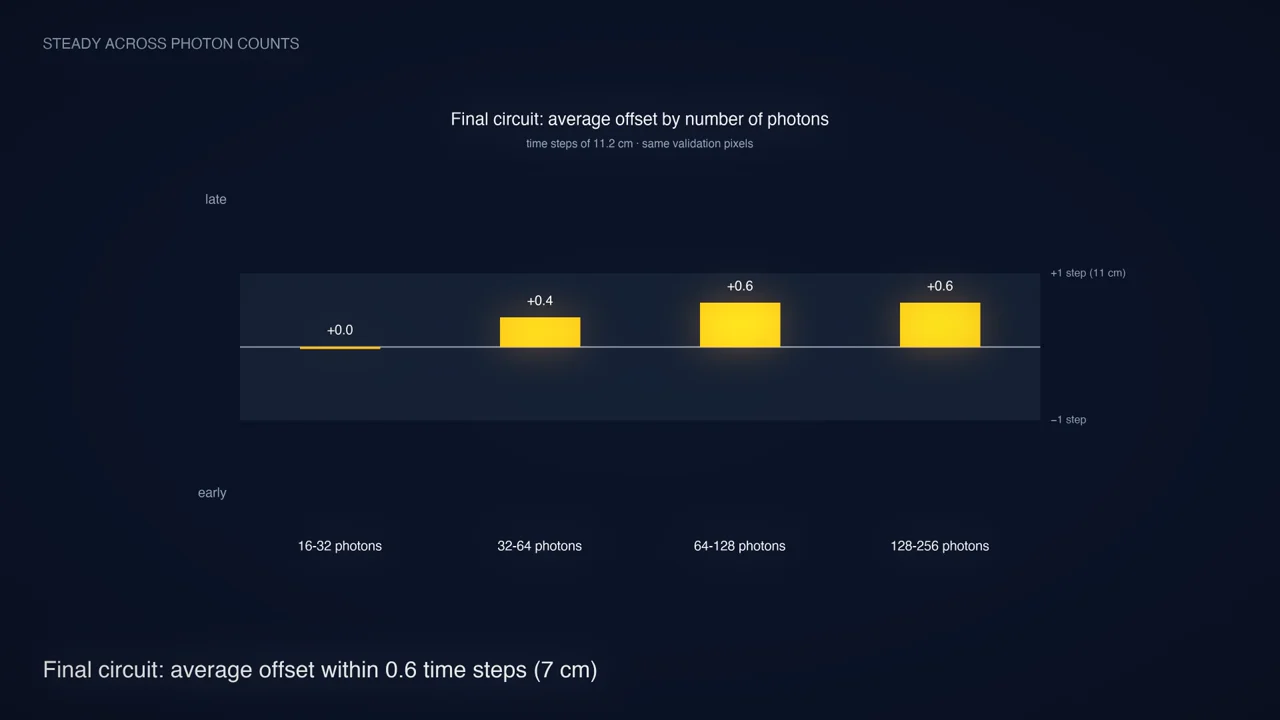 STEADY ACROSS PHOTON COUNTS
Final circuit: average offset by number of photons
time steps of 11.2 cm · same validation pixels
late
+1 step (11 cm)
+0.0
+0.4
+0.6
+0.6
−1 step
early
16-32 photons
32-64 photons
64-128 photons
128-256 photons
Final circuit: average offset within 0.6 time steps (7 cm)